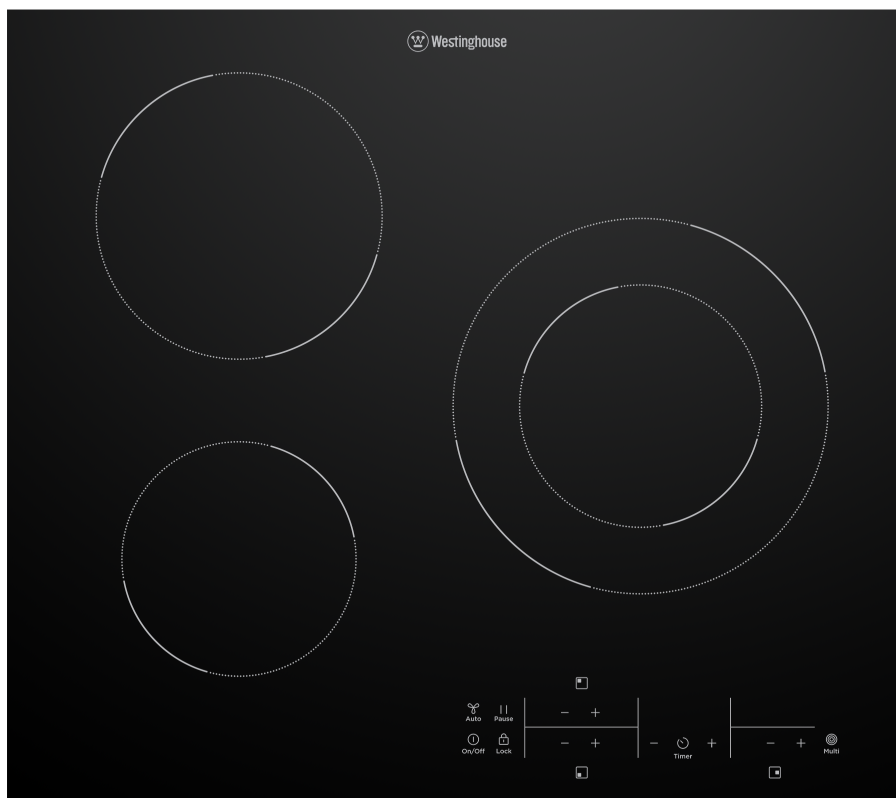 Westinghouse
Auto Pause
− +
On/Off Lock
− +
− Timer +
− + Multi